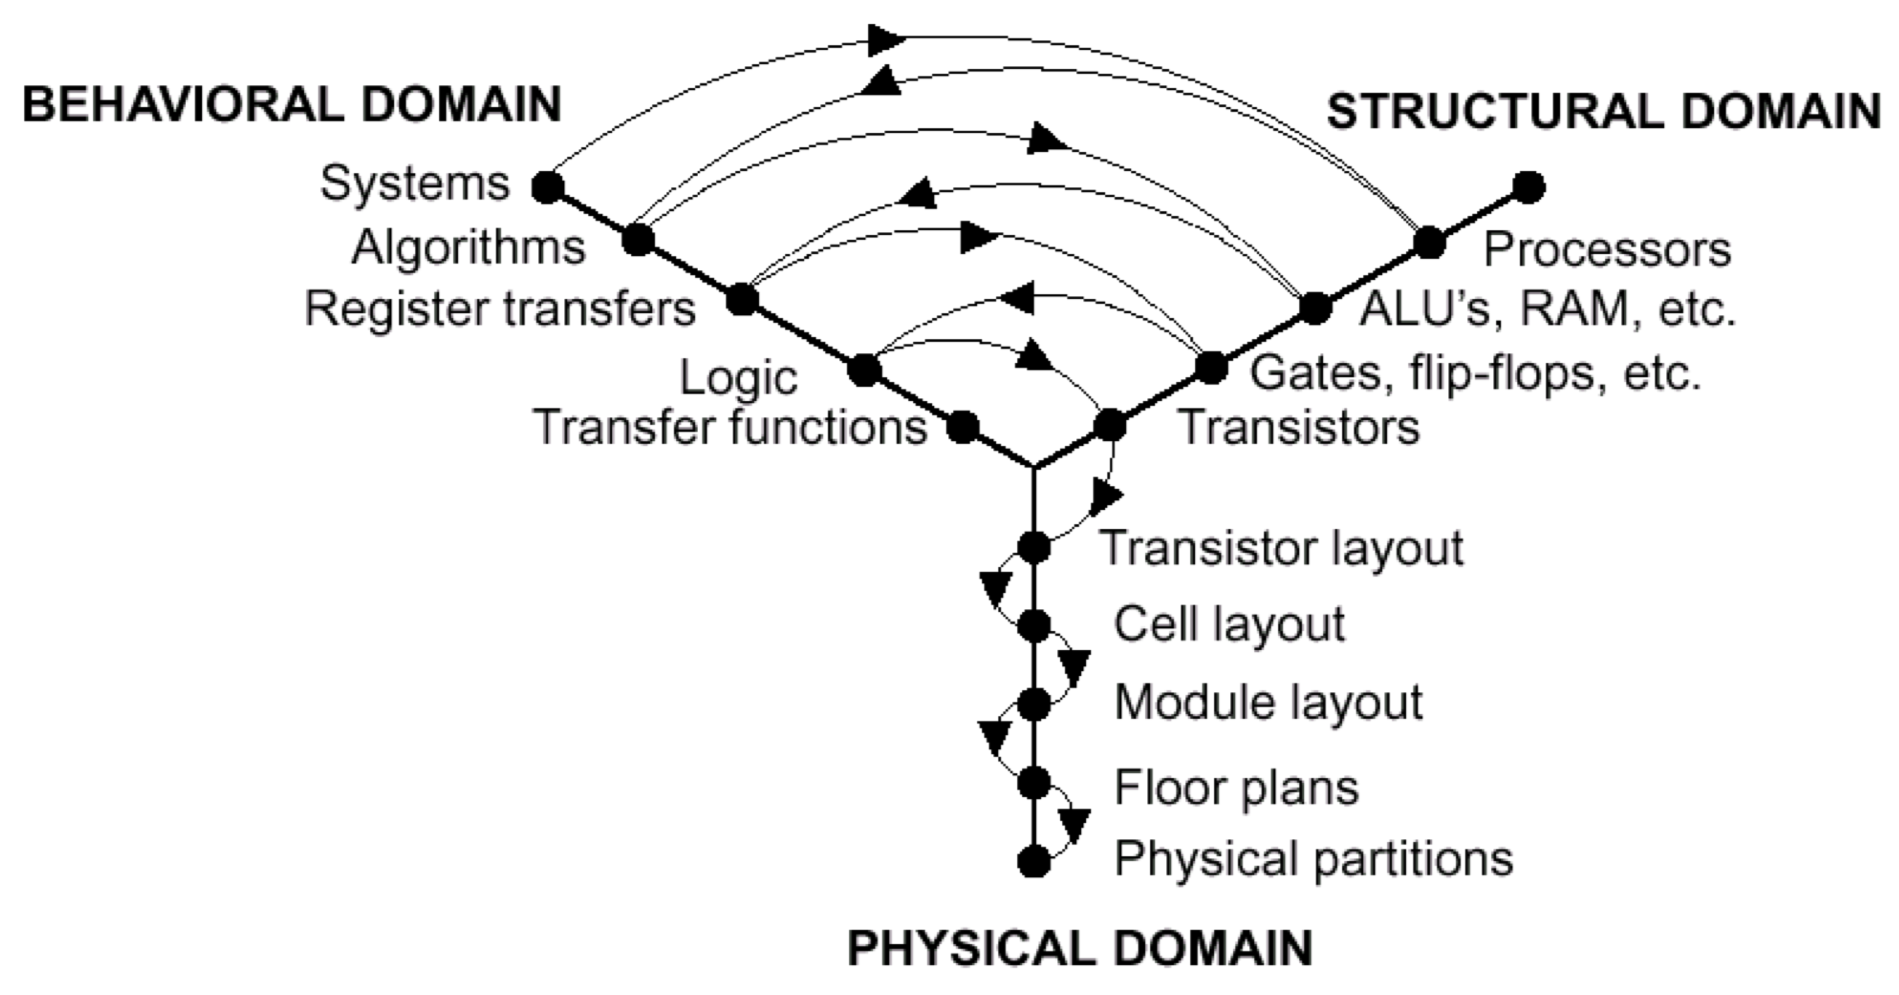 BEHAVIORAL DOMAIN
STRUCTURAL DOMAIN
Systems
Algorithms
Register transfers
Logic
Transfer functions
Processors
ALU's, RAM, etc.
Gates, flip-flops, etc.
Transistors
Transistor layout
Cell layout
Module layout
Floor plans
Physical partitions
PHYSICAL DOMAIN